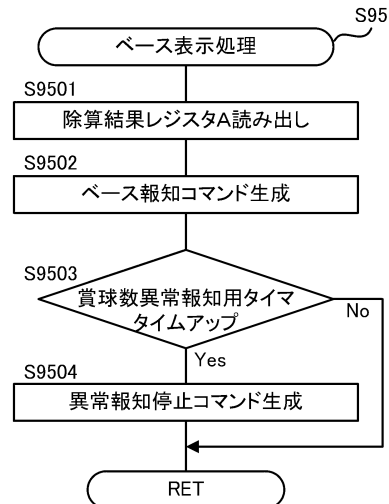 S95
ベース表示処理
S9501
除算結果レジスタA読み出し
S9502
ベース報知コマンド生成
S9503
賞球数異常報知用タイマ
タイムアップ
No
Yes
S9504
異常報知停止コマンド生成
RET